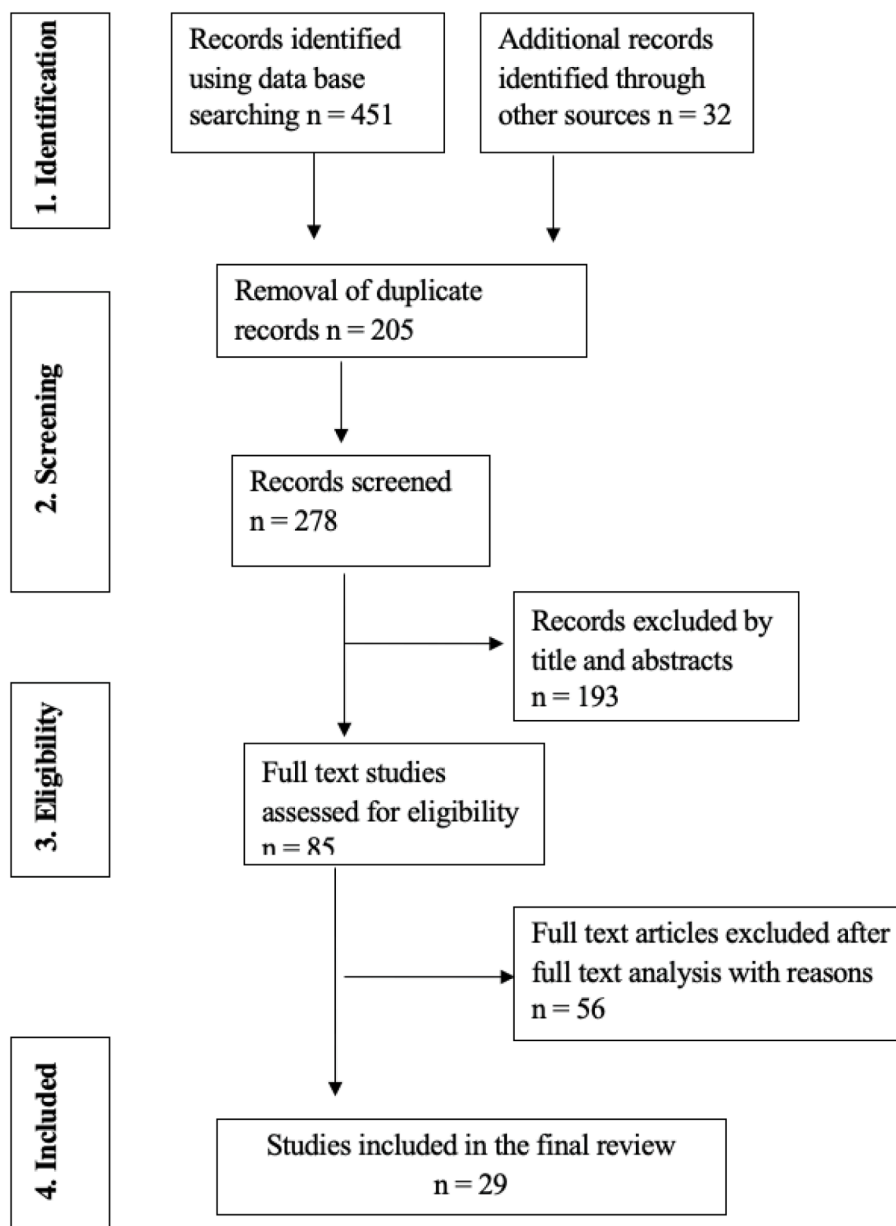 1. Identification
Records identified
using data base
searching n = 451
Additional records
identified through
other sources n = 32
2. Screening
Removal of duplicate
records n = 205
Records screened
n = 278
Records excluded by
title and abstracts
n = 193
3. Eligibility
Full text studies
assessed for eligibility
n = 85
Full text articles excluded after
full text analysis with reasons
n = 56
4. Included
Studies included in the final review
n = 29